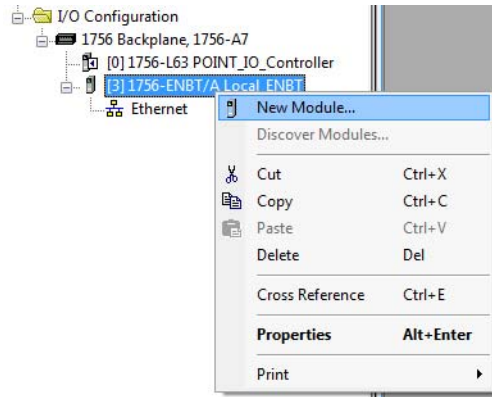 I/O Configuration
1756 Backplane, 1756-A7
[0] 1756-L63 POINT_IO_Controller
[3] 1756-ENBT/A Local_ENBT
Ethernet
New Module...
Discover Modules...
Cut Ctrl+X
Copy Ctrl+C
Paste Ctrl+V
Delete Del
Cross Reference Ctrl+E
Properties Alt+Enter
Print